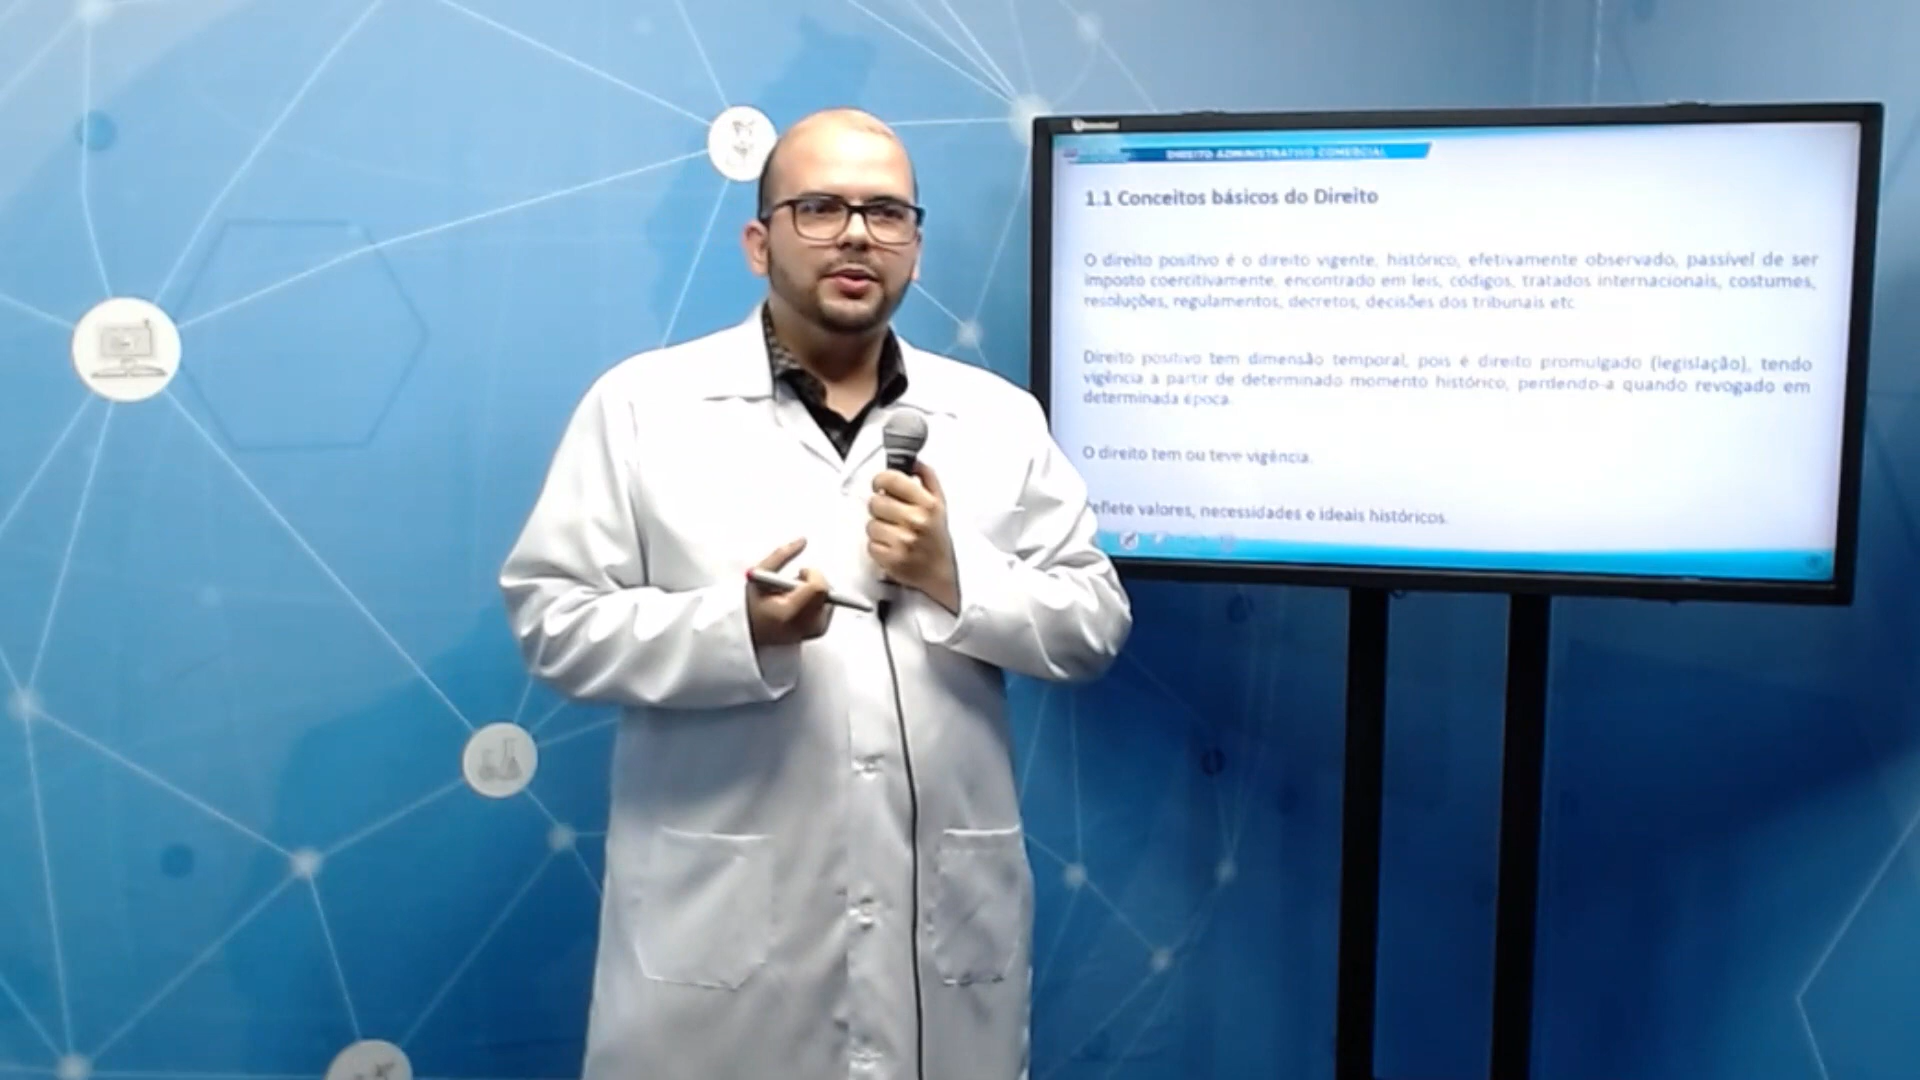 DIREITO ADMINISTRATIVO COMERCIAL
1.1 Conceitos básicos do Direito
O direito positivo é o direito vigente, histórico, efetivamente observado, passível de ser
imposto coercitivamente, encontrado em leis, códigos, tratados internacionais, costumes,
resoluções, regulamentos, decretos, decisões dos tribunais etc
Direito positivo tem dimensão temporal, pois é direito promulgado (legislação), tendo
vigência a partir de determinado momento histórico, perdendo-a quando revogado em
determinada época.
O direito tem ou teve vigência.
eflete valores, necessidades e ideais históricos.